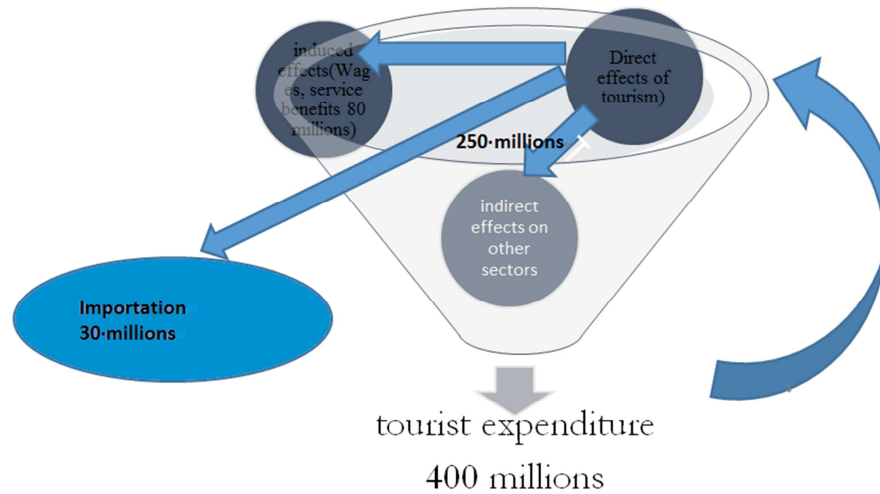 induced
effects(Wag
es, service
benefits 80
millions)
Direct
effects of
tourism)
250·millions
indirect
effects on
other
sectors
Importation
30·millions
tourist expenditure
400 millions